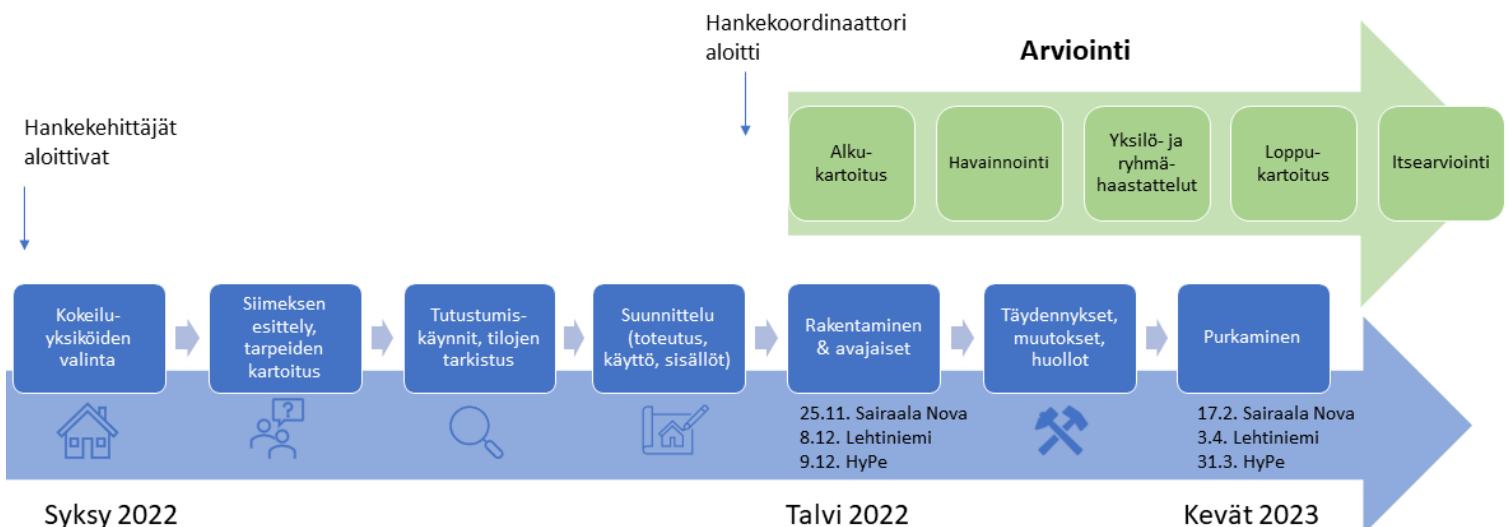 Hankekoordinaattori
aloitti
Arviointi
Hankekehittäjät
aloittivat
Alku-
kartoitus
Havainnointi
Yksilö- ja
ryhmä-
haastattelut
Loppu-
kartoitus
Itsearviointi
Kokeilu-
yksiköiden
valinta
Siimeksen
esittely,
tarpeiden
kartoitus
Tutustumis-
käynnit, tilojen
tarkistus
Suunnittelu
(toteutus,
käyttö, sisällöt)
Rakentaminen
& avajaiset
Täydennykset,
muutokset,
huollot
Purkaminen
?
25.11. Sairaala Nova
8.12. Lehtiniemi
9.12. HyPe
17.2. Sairaala Nova
3.4. Lehtiniemi
31.3. HyPe
Syksy 2022
Talvi 2022
Kevät 2023